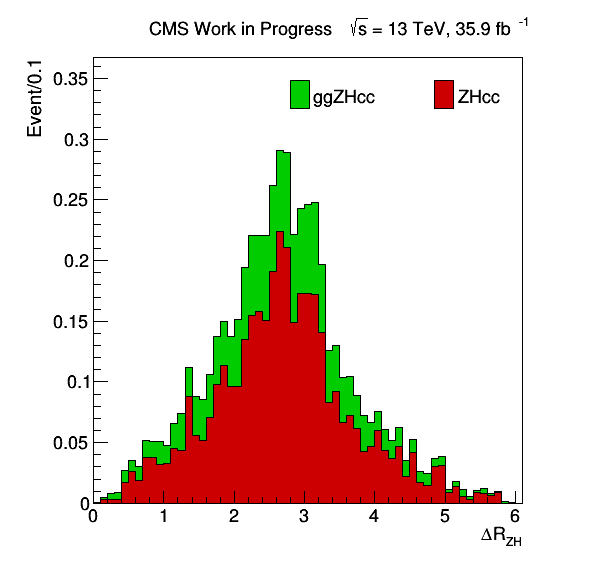 CMS Work in Progress √s = 13 TeV, 35.9 fb⁻¹
Event/0.1
ggZHcc ZHcc
0.35
0.3
0.25
0.2
0.15
0.1
0.05
0
0 1 2 3 4 5 6
ΔR_ZH